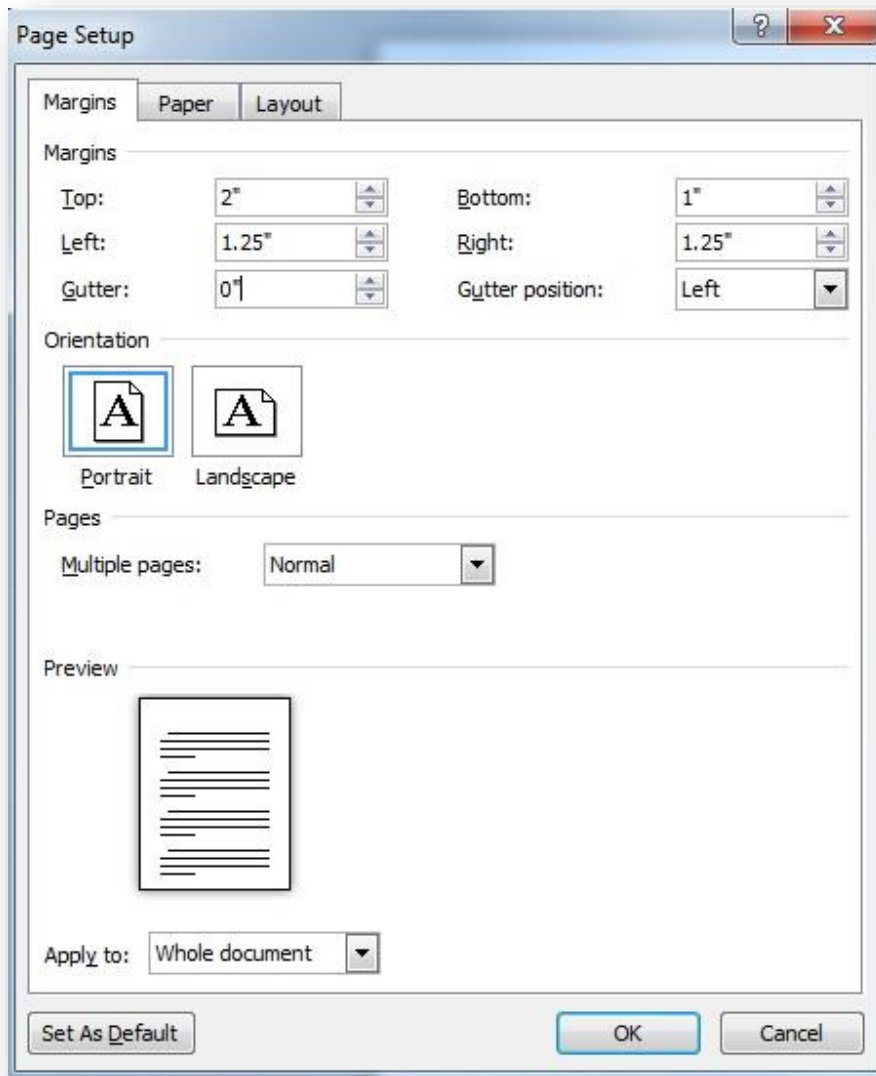 Page Setup
Margins Paper Layout
Margins
Top: 2" Bottom: 1"
Left: 1.25" Right: 1.25"
Gutter: 0" Gutter position: Left
Orientation
A A
Portrait Landscape
Pages
Multiple pages: Normal
Preview
Apply to: Whole document
Set As Default OK Cancel